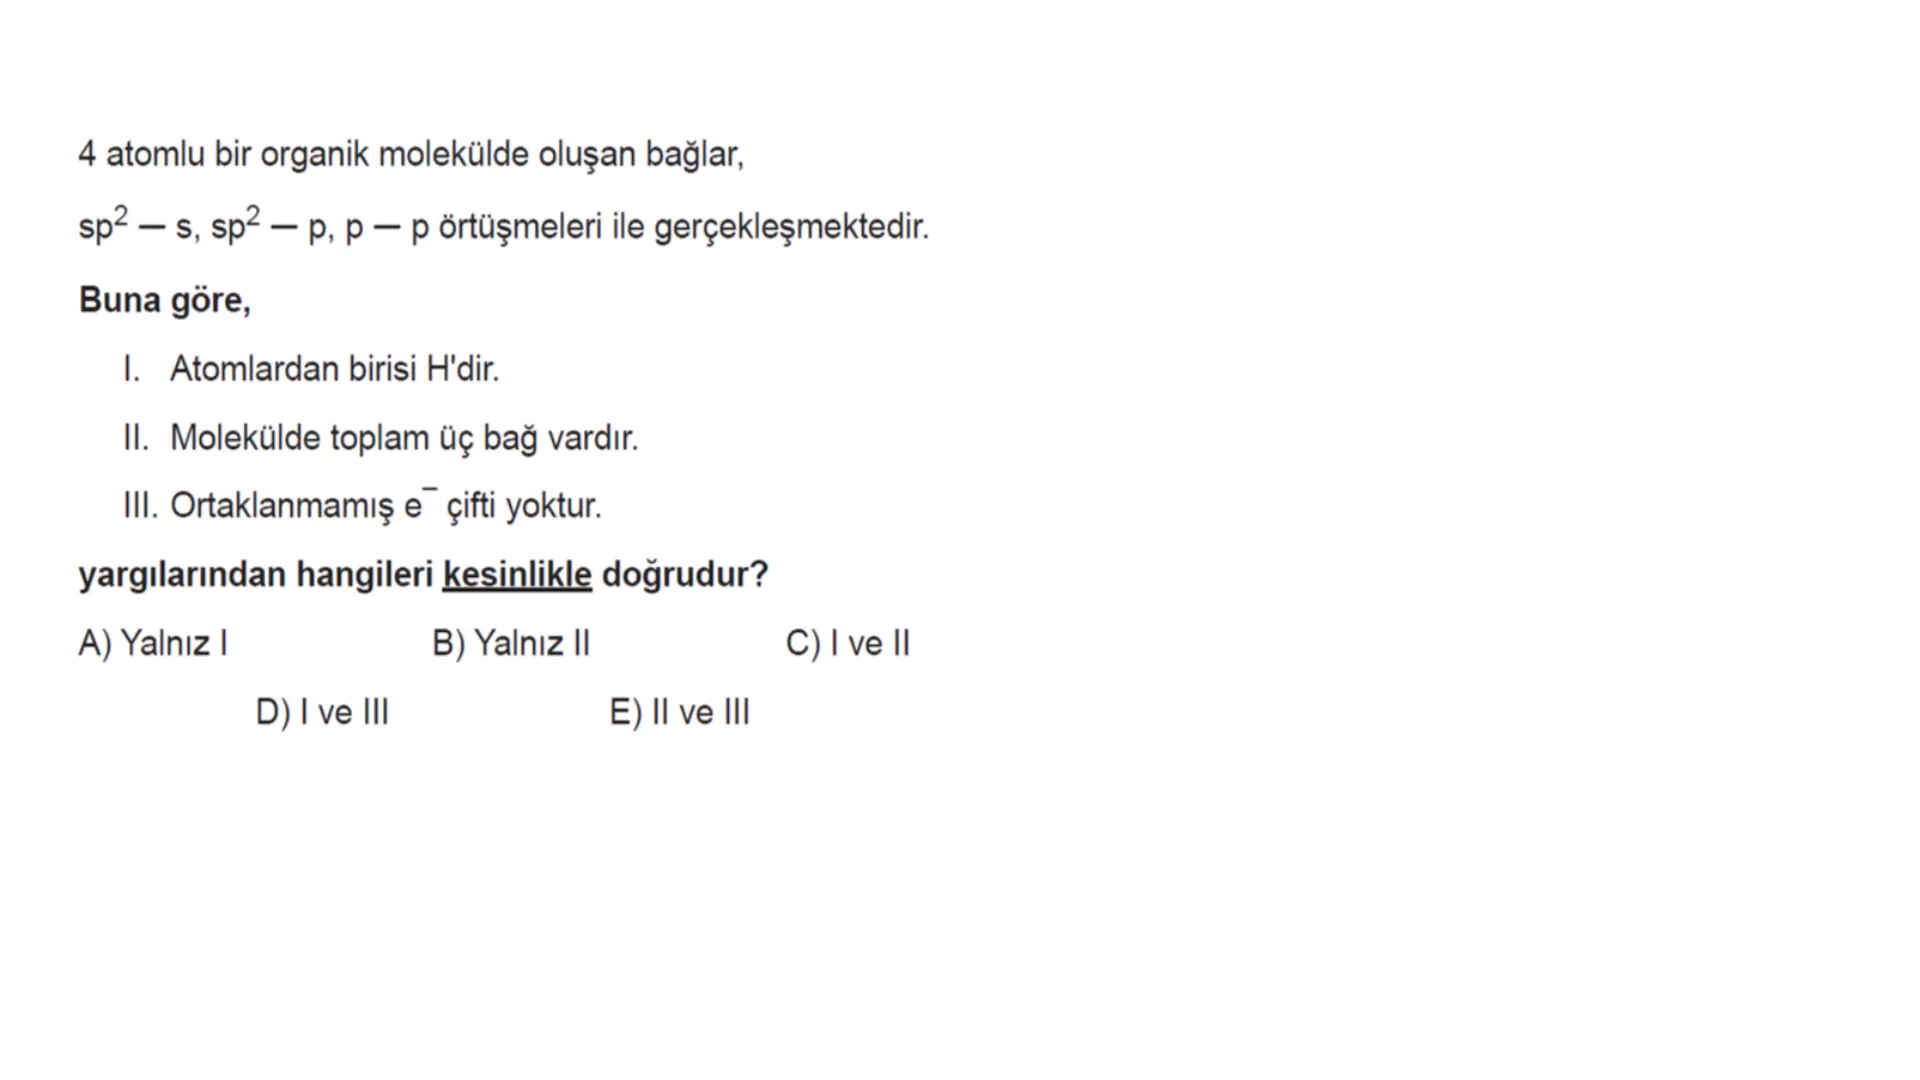 4 atomlu bir organik molekülde oluşan bağlar,
sp² — s, sp² — p, p — p örtüşmeleri ile gerçekleşmektedir.
Buna göre,
I. Atomlardan birisi H'dir.
II. Molekülde toplam üç bağ vardır.
III. Ortaklanmamış e⁻ çifti yoktur.
yargılarından hangileri kesinlikle doğrudur?
A) Yalnız I B) Yalnız II C) I ve II
D) I ve III E) II ve III